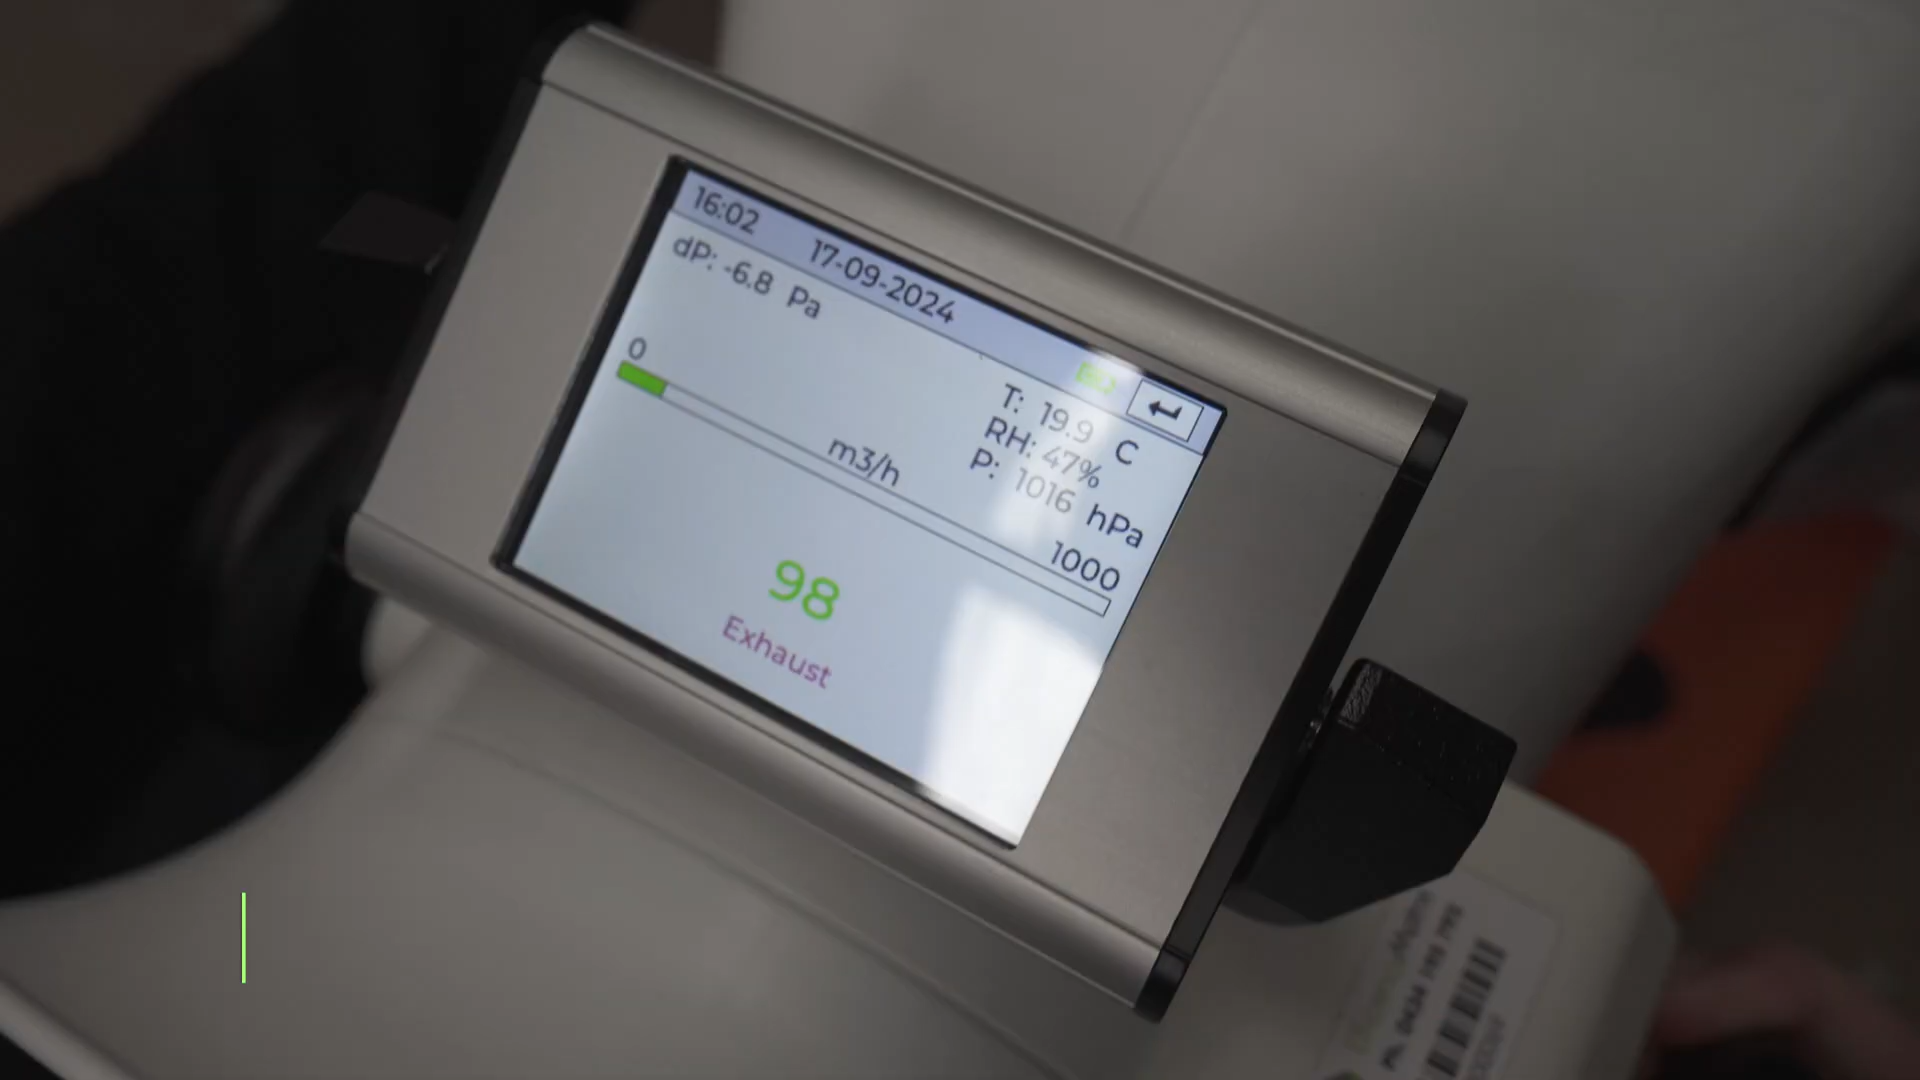 16:02 17-09-2024
dP: -6.8 Pa
T: 19.9 C
RH: 47%
P: 1016 hPa
0 m3/h 1000
98
Exhaust